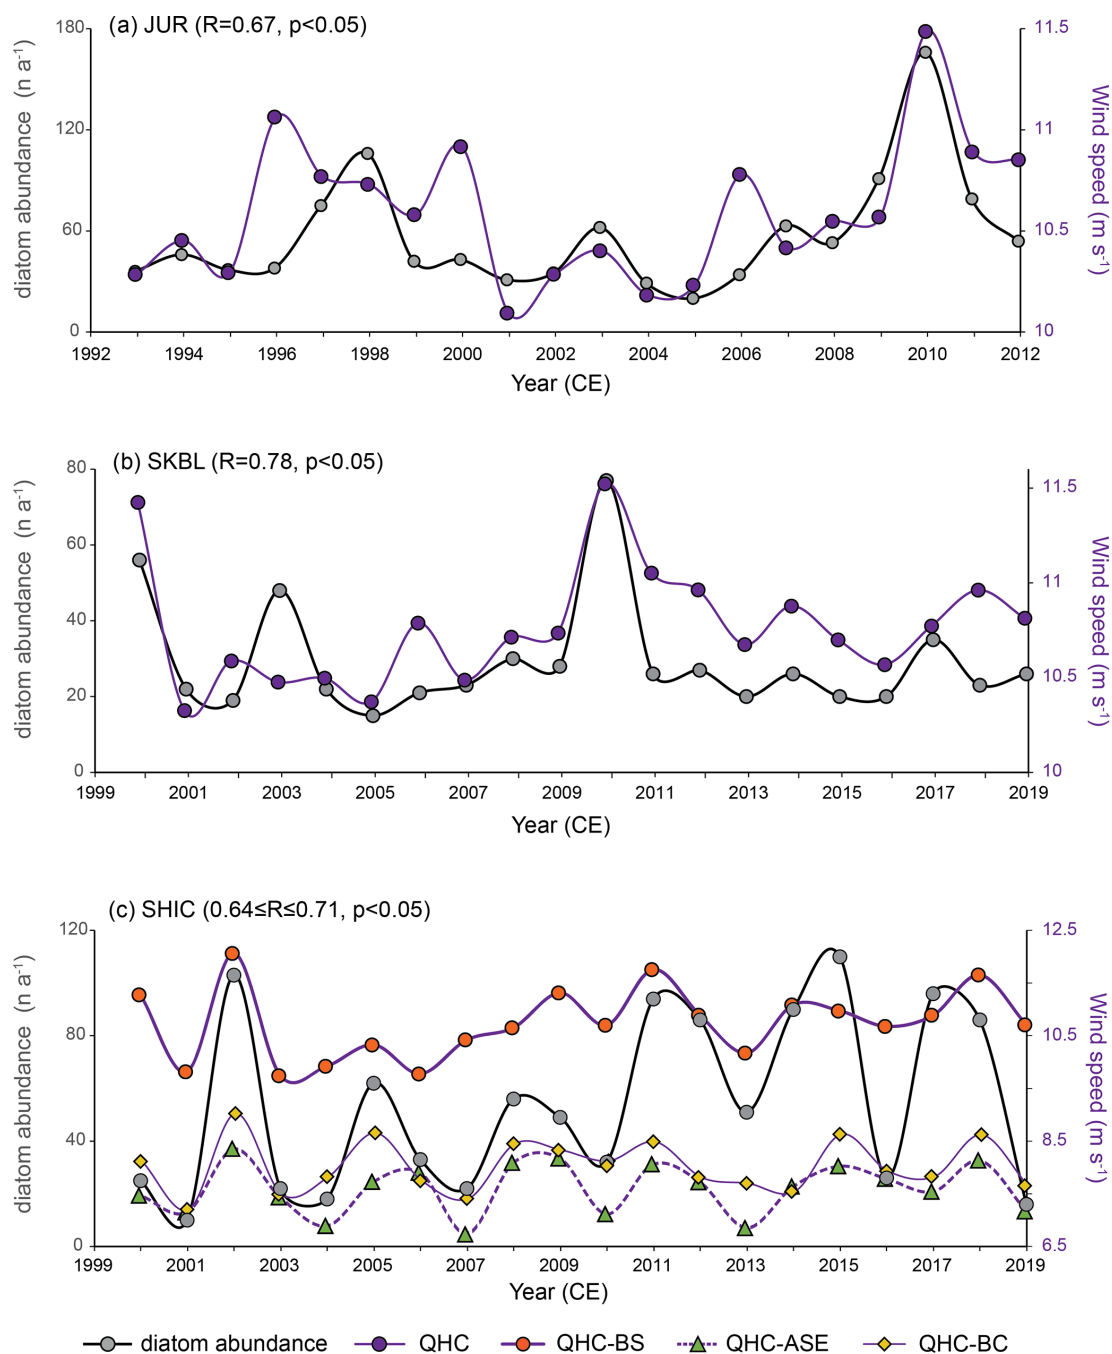 (a) JUR (R=0.67, p<0.05)
diatom abundance (n a⁻¹)
180
120
60
0
11.5
11
10.5
10
Wind speed (m s⁻¹)
1992 1994 1996 1998 2000 2002 2004 2006 2008 2010 2012
Year (CE)
(b) SKBL (R=0.78, p<0.05)
diatom abundance (n a⁻¹)
80
60
40
20
0
11.5
11
10.5
10
Wind speed (m s⁻¹)
1999 2001 2003 2005 2007 2009 2011 2013 2015 2017 2019
Year (CE)
(c) SHIC (0.64≤R≤0.71, p<0.05)
diatom abundance (n a⁻¹)
120
80
40
0
12.5
10.5
8.5
6.5
Wind speed (m s⁻¹)
1999 2001 2003 2005 2007 2009 2011 2013 2015 2017 2019
Year (CE)
diatom abundance QHC QHC-BS QHC-ASE QHC-BC